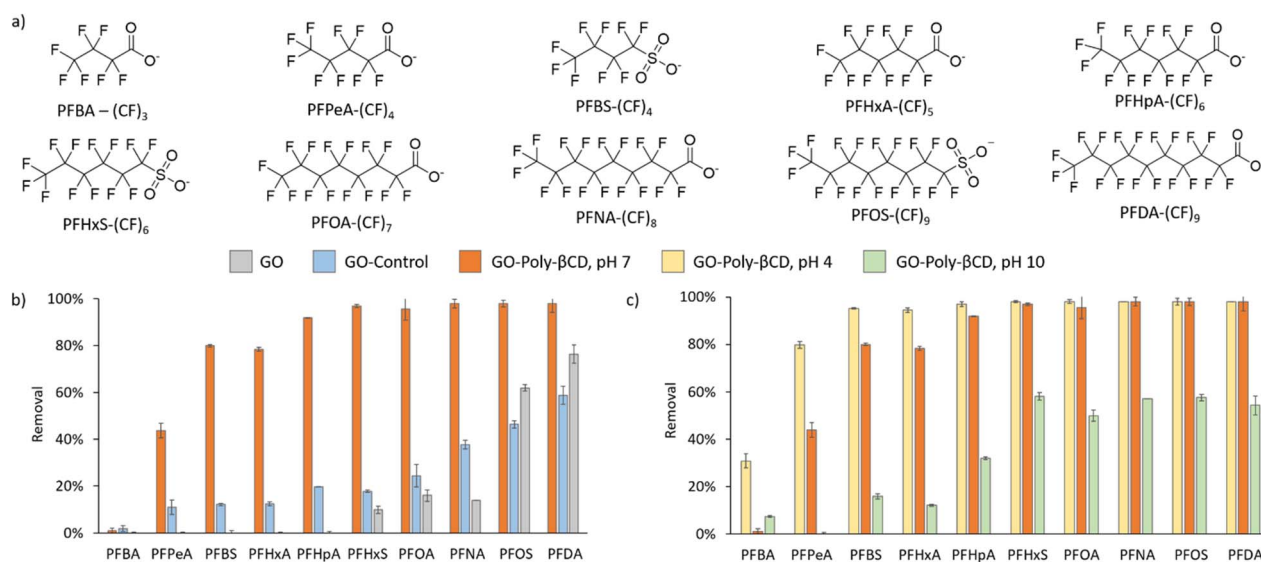 a)
F F F F F F F O O-
PFBA – (CF)3
F F F F F F F F F O O-
PFPeA-(CF)4
F F F F F F F F F O S O O-
PFBS-(CF)4
F F F F F F F F F F F O O-
PFHxA-(CF)5
F F F F F F F F F F F F F O O-
PFHpA-(CF)6
F F F F F F F F F F F F F O S O O-
PFHxS-(CF)6
F F F F F F F F F F F F F F F O O-
PFOA-(CF)7
F F F F F F F F F F F F F F F F F O O-
PFNA-(CF)8
F F F F F F F F F F F F F F F F F O S O O–
PFOS-(CF)9
F F F F F F F F F F F F F F F F F F F O O
PFDA-(CF)9
GO GO-Control GO-Poly-βCD, pH 7 GO-Poly-βCD, pH 4 GO-Poly-βCD, pH 10
b)
100%
80%
60%
40%
20%
0%
Removal
PFBA PFPeA PFBS PFHxA PFHpA PFHxS PFOA PFNA PFOS PFDA
c)
100%
80%
60%
40%
20%
0%
Removal
PFBA PFPeA PFBS PFHxA PFHpA PFHxS PFOA PFNA PFOS PFDA